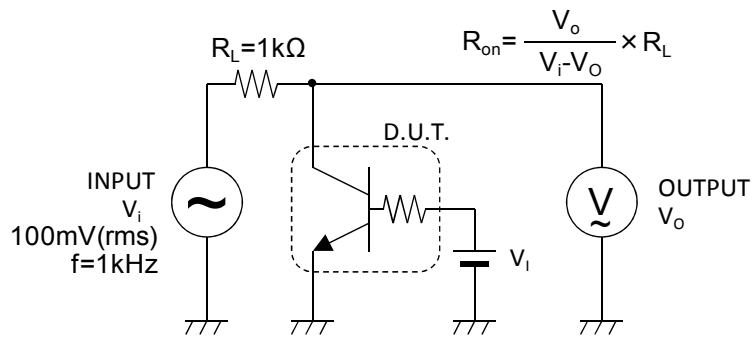 R_L=1kΩ
R_on= V_o / V_i-V_O × R_L
D.U.T.
INPUT
V_i
100mV(rms)
f=1kHz
~
V
~
OUTPUT
V_O
V_I